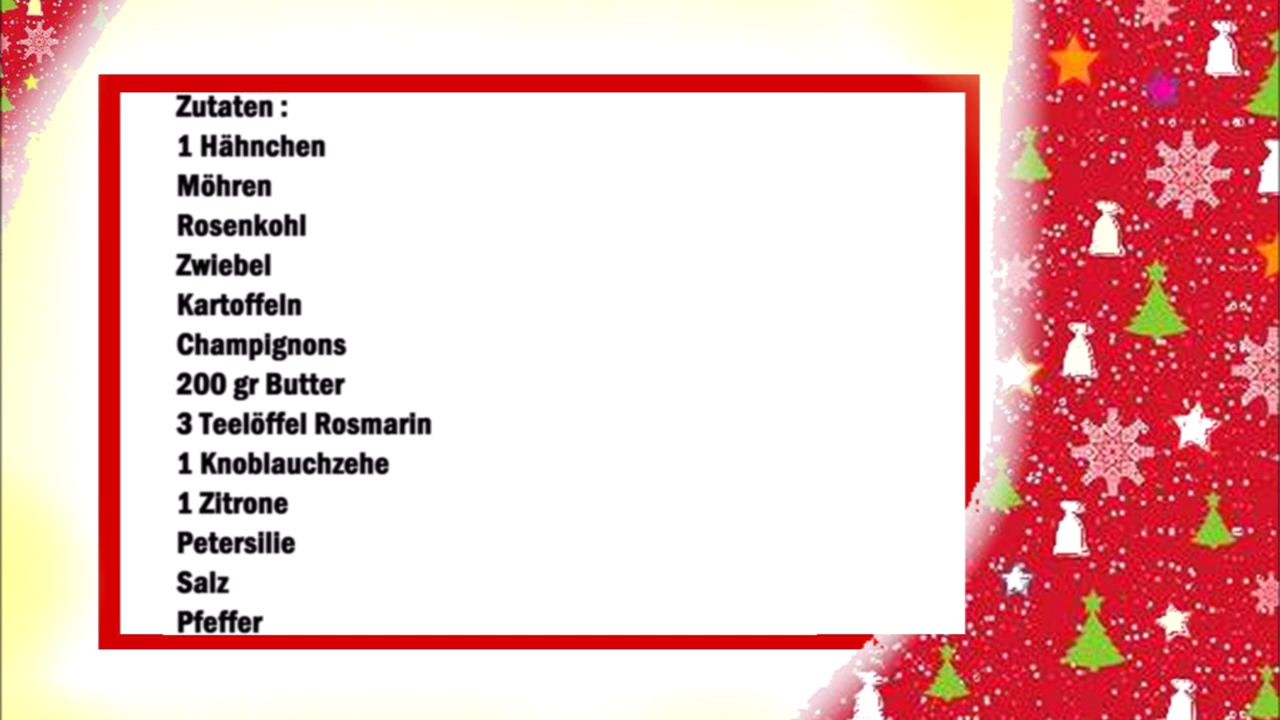 Zutaten :
1 Hähnchen
Möhren
Rosenkohl
Zwiebel
Kartoffeln
Champignons
200 gr Butter
3 Teelöffel Rosmarin
1 Knoblauchzehe
1 Zitrone
Petersilie
Salz
Pfeffer